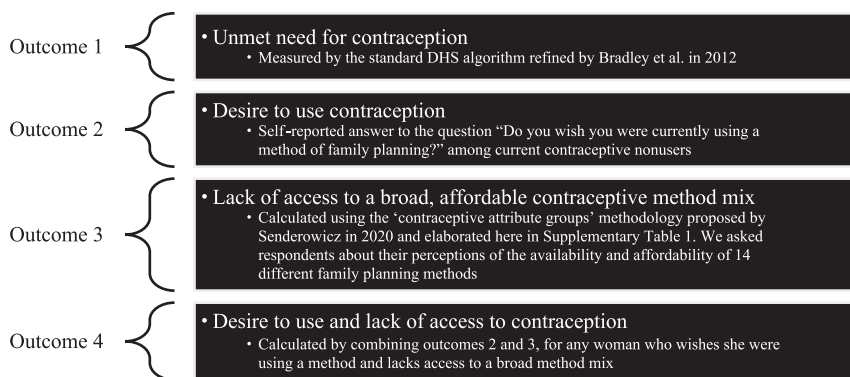 Outcome 1
• Unmet need for contraception
• Measured by the standard DHS algorithm refined by Bradley et al. in 2012
Outcome 2
• Desire to use contraception
• Self-reported answer to the question “Do you wish you were currently using a
method of family planning?” among current contraceptive nonusers
Outcome 3
• Lack of access to a broad, affordable contraceptive method mix
• Calculated using the ‘contraceptive attribute groups’ methodology proposed by
Senderowicz in 2020 and elaborated here in Supplementary Table 1. We asked
respondents about their perceptions of the availability and affordability of 14
different family planning methods
Outcome 4
• Desire to use and lack of access to contraception
• Calculated by combining outcomes 2 and 3, for any woman who wishes she were
using a method and lacks access to a broad method mix